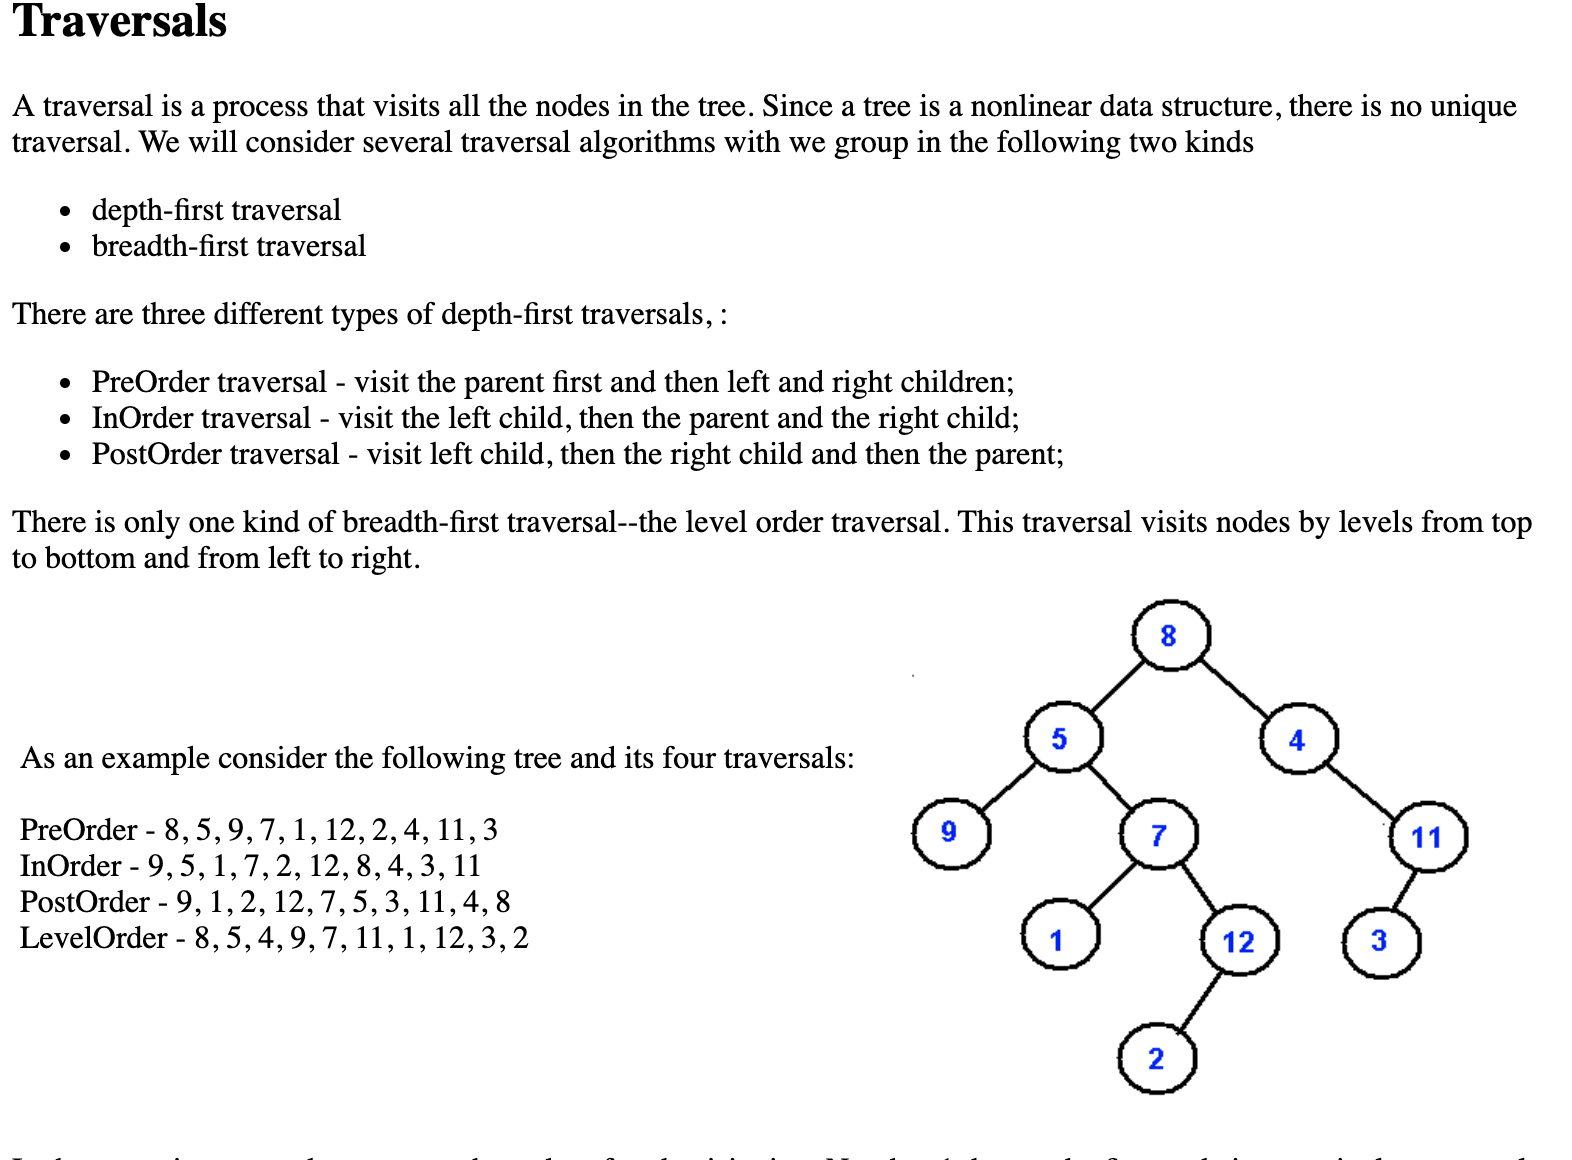 Traversals
A traversal is a process that visits all the nodes in the tree. Since a tree is a nonlinear data structure, there is no unique
traversal. We will consider several traversal algorithms with we group in the following two kinds
• depth-first traversal
• breadth-first traversal
There are three different types of depth-first traversals, :
• PreOrder traversal - visit the parent first and then left and right children;
• InOrder traversal - visit the left child, then the parent and the right child;
• PostOrder traversal - visit left child, then the right child and then the parent;
There is only one kind of breadth-first traversal--the level order traversal. This traversal visits nodes by levels from top
to bottom and from left to right.
As an example consider the following tree and its four traversals:
PreOrder - 8, 5, 9, 7, 1, 12, 2, 4, 11, 3
InOrder - 9, 5, 1, 7, 2, 12, 8, 4, 3, 11
PostOrder - 9, 1, 2, 12, 7, 5, 3, 11, 4, 8
LevelOrder - 8, 5, 4, 9, 7, 11, 1, 12, 3, 2
8
5
4
9
7
11
1
12
3
2